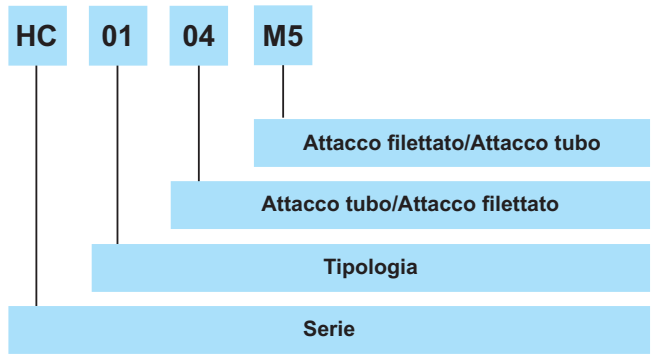 HC 01 04 M5
Attacco filettato/Attacco tubo
Attacco tubo/Attacco filettato
Tipologia
Serie